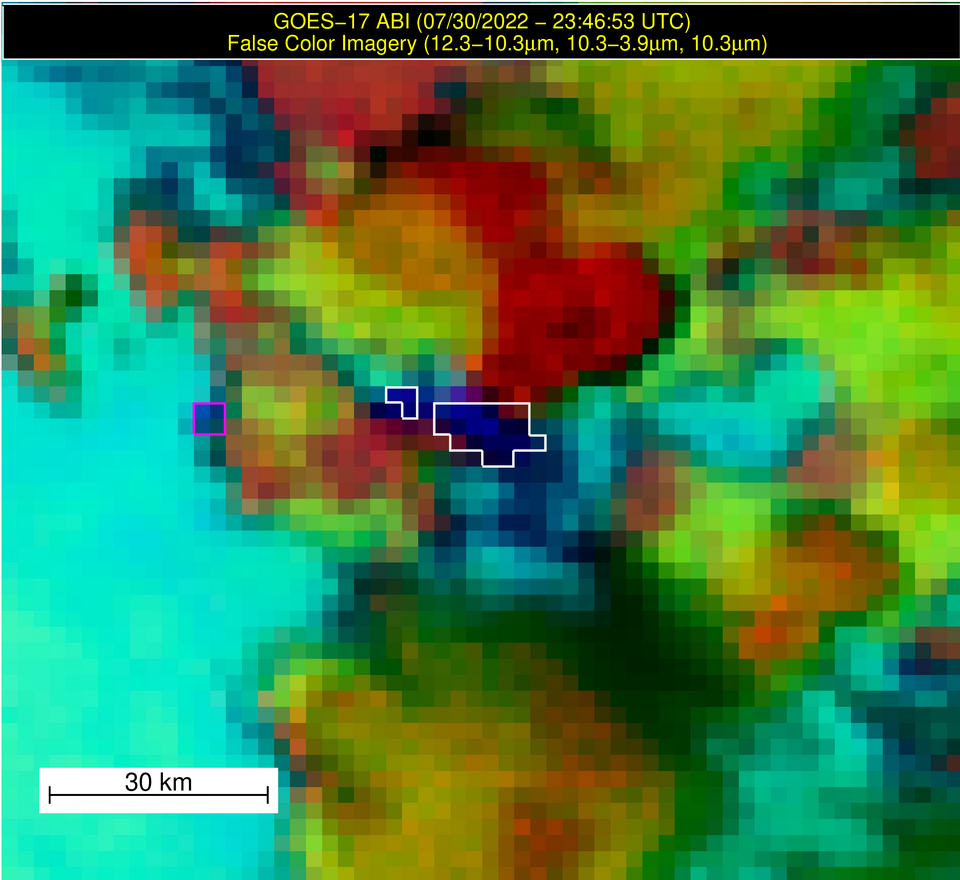 GOES−17 ABI (07/30/2022 − 23:46:53 UTC)
False Color Imagery (12.3−10.3μm, 10.3−3.9μm, 10.3μm)
30 km